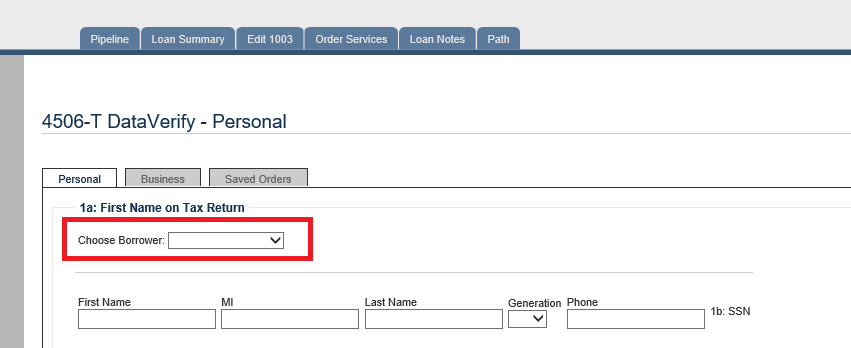 Pipeline Loan Summary Edit 1003 Order Services Loan Notes Path
4506-T DataVerify - Personal
Personal Business Saved Orders
1a: First Name on Tax Return
Choose Borrower:
First Name MI Last Name Generation Phone 1b: SSN